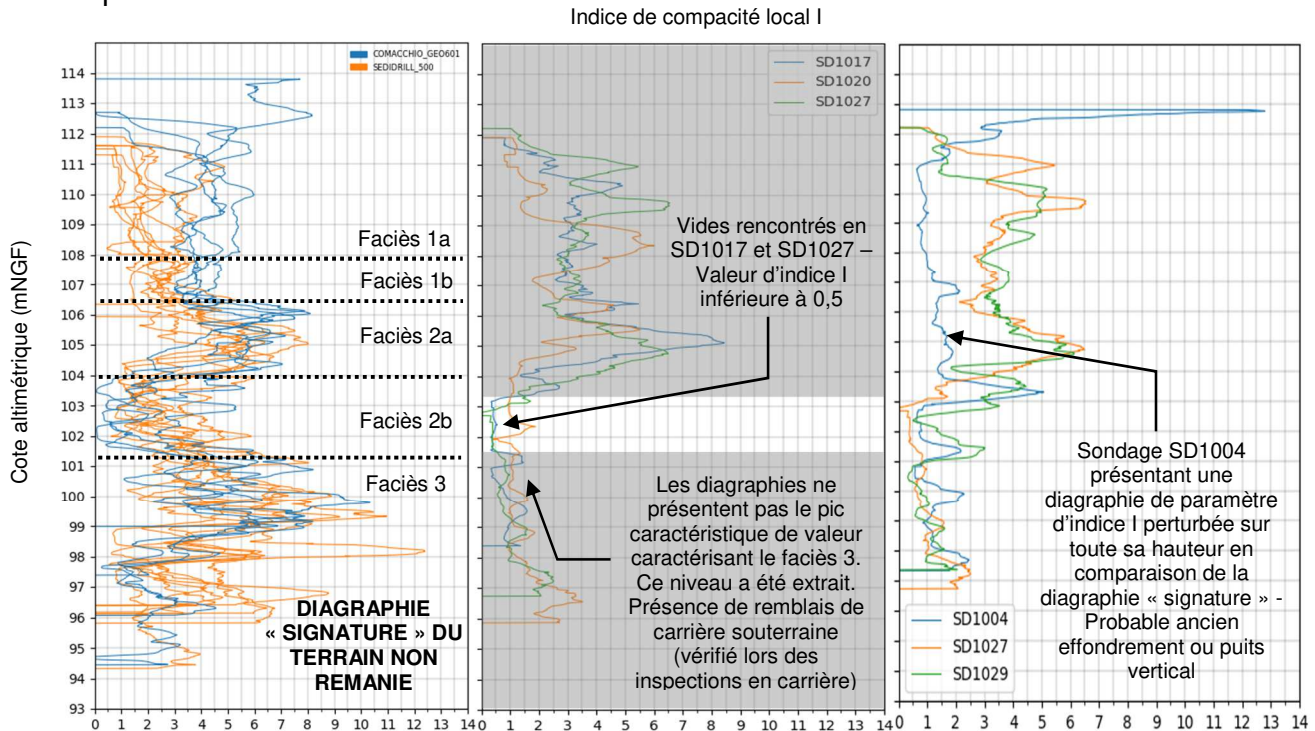 Indice de compacité local I
Cote altimétrique (mNGF)
COMACCHIO_GEO601
SEDIDRILL_500
114
113
112
111
110
109
108
107
106
105
104
103
102
101
100
99
98
97
96
95
94
93
Faciès 1a
Faciès 1b
Faciès 2a
Faciès 2b
Faciès 3
DIAGRAPHIE
« SIGNATURE » DU
TERRAIN NON
REMANIE
0 1 2 3 4 5 6 7 8 9 10 11 12 13 14
SD1017
SD1020
SD1027
Vides rencontrés en
SD1017 et SD1027 –
Valeur d'indice I
inférieure à 0,5
Les diagraphies ne
présentent pas le pic
caractéristique de valeur
caractérisant le faciès 3.
Ce niveau a été extrait.
Présence de remblais de
carrière souterraine
(vérifié lors des
inspections en carrière)
0 1 2 3 4 5 6 7 8 9 10 11 12 13 14
Sondage SD1004
présentant une
diagraphie de paramètre
d'indice I perturbée sur
toute sa hauteur en
comparaison de la
diagraphie « signature » -
Probable ancien
effondrement ou puits
vertical
SD1004
SD1027
SD1029
0 1 2 3 4 5 6 7 8 9 10 11 12 13 14